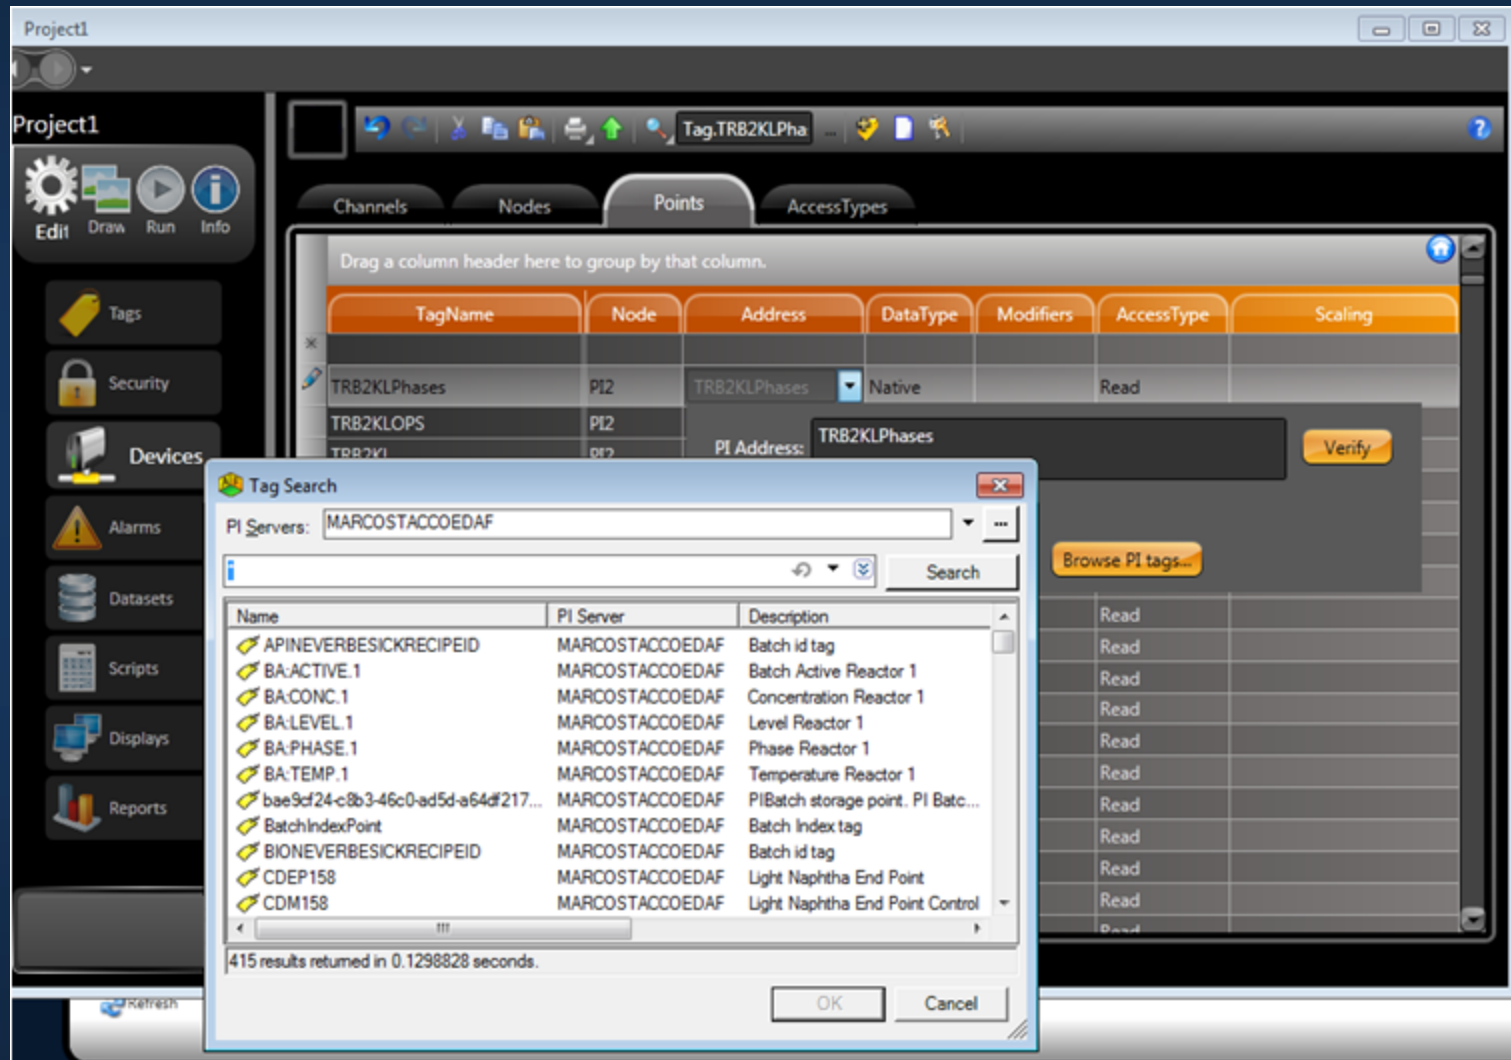 Project1
Project1
Tag.TRB2KLPha
...
Edit Draw Run Info
Channels Nodes Points AccessTypes
Drag a column header here to group by that column.
TagName Node Address DataType Modifiers AccessType Scaling
TRB2KLPhases PI2 TRB2KLPhases Native Read
TRB2KLOPS PI2
TRB2KL PI2
PI Address: TRB2KLPhases Verify
Browse PI tags...
Tags
Security
Devices
Alarms
Datasets
Scripts
Displays
Reports
Tag Search
PI Servers: MARCOSTACCOEDAF ...
Search
Name PI Server Description
APINEVERBESICKRECIPEID MARCOSTACCOEDAF Batch id tag
BA:ACTIVE.1 MARCOSTACCOEDAF Batch Active Reactor 1
BA:CONC.1 MARCOSTACCOEDAF Concentration Reactor 1
BA:LEVEL.1 MARCOSTACCOEDAF Level Reactor 1
BA:PHASE.1 MARCOSTACCOEDAF Phase Reactor 1
BA:TEMP.1 MARCOSTACCOEDAF Temperature Reactor 1
bae9cf24-c8b3-46c0-ad5d-a64df217... MARCOSTACCOEDAF PIBatch storage point. PI Batc...
BatchIndexPoint MARCOSTACCOEDAF Batch Index tag
BIONEVERBESICKRECIPEID MARCOSTACCOEDAF Batch id tag
CDEP158 MARCOSTACCOEDAF Light Naphtha End Point
CDM158 MARCOSTACCOEDAF Light Naphtha End Point Control
415 results returned in 0.1298828 seconds.
OK Cancel
Read
Read
Read
Read
Read
Read
Read
Read
Read
Read
Read
Refresh